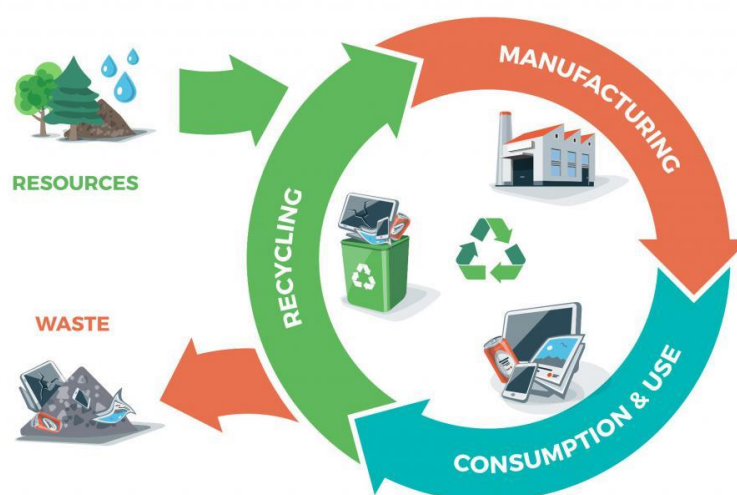 RESOURCES
WASTE
RECYCLING
MANUFACTURING
CONSUMPTION & USE